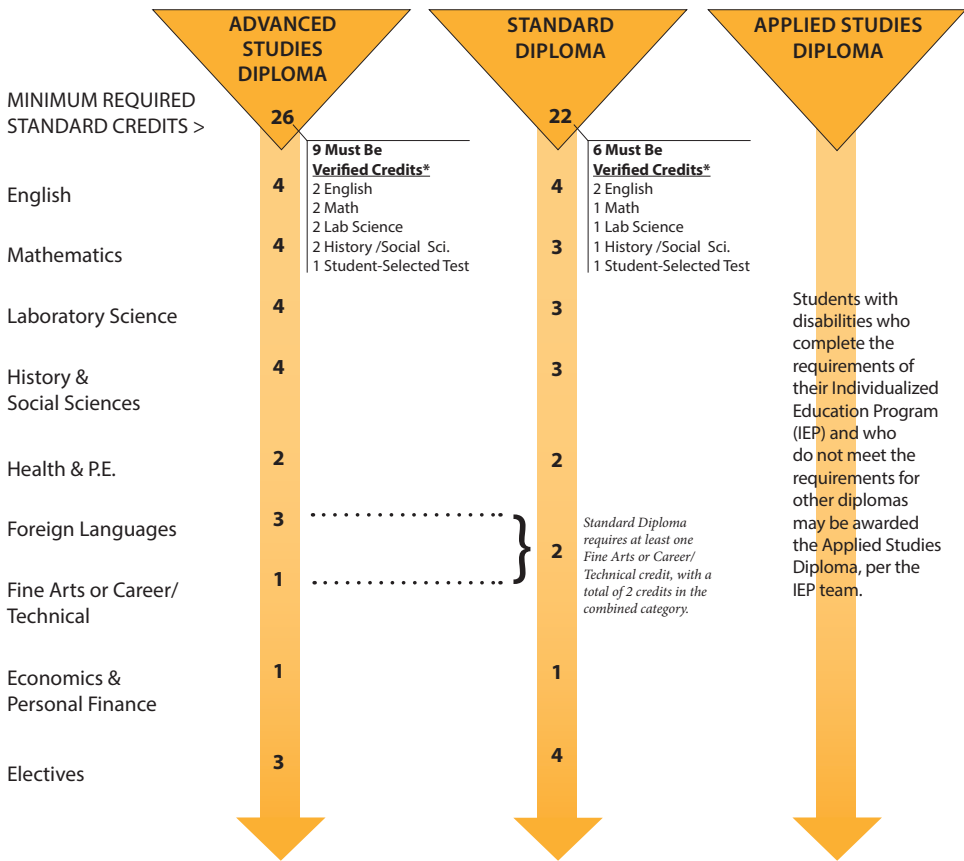 ADVANCED
STUDIES
DIPLOMA
STANDARD
DIPLOMA
APPLIED STUDIES
DIPLOMA
MINIMUM REQUIRED
STANDARD CREDITS >
26
22
9 Must Be
Verified Credits*
2 English
2 Math
2 Lab Science
2 History /Social Sci.
1 Student-Selected Test
6 Must Be
Verified Credits*
2 English
1 Math
1 Lab Science
1 History /Social Sci.
1 Student-Selected Test
English
4
4
Mathematics
4
3
Laboratory Science
4
3
History &
Social Sciences
4
3
Health & P.E.
2
2
Foreign Languages
3
Fine Arts or Career/
Technical
1
}
2
Standard Diploma
requires at least one
Fine Arts or Career/
Technical credit, with a
total of 2 credits in the
combined category.
Economics &
Personal Finance
1
1
Electives
3
4
Students with
disabilities who
complete the
requirements of
their Individualized
Education Program
(IEP) and who
do not meet the
requirements for
other diplomas
may be awarded
the Applied Studies
Diploma, per the
IEP team.